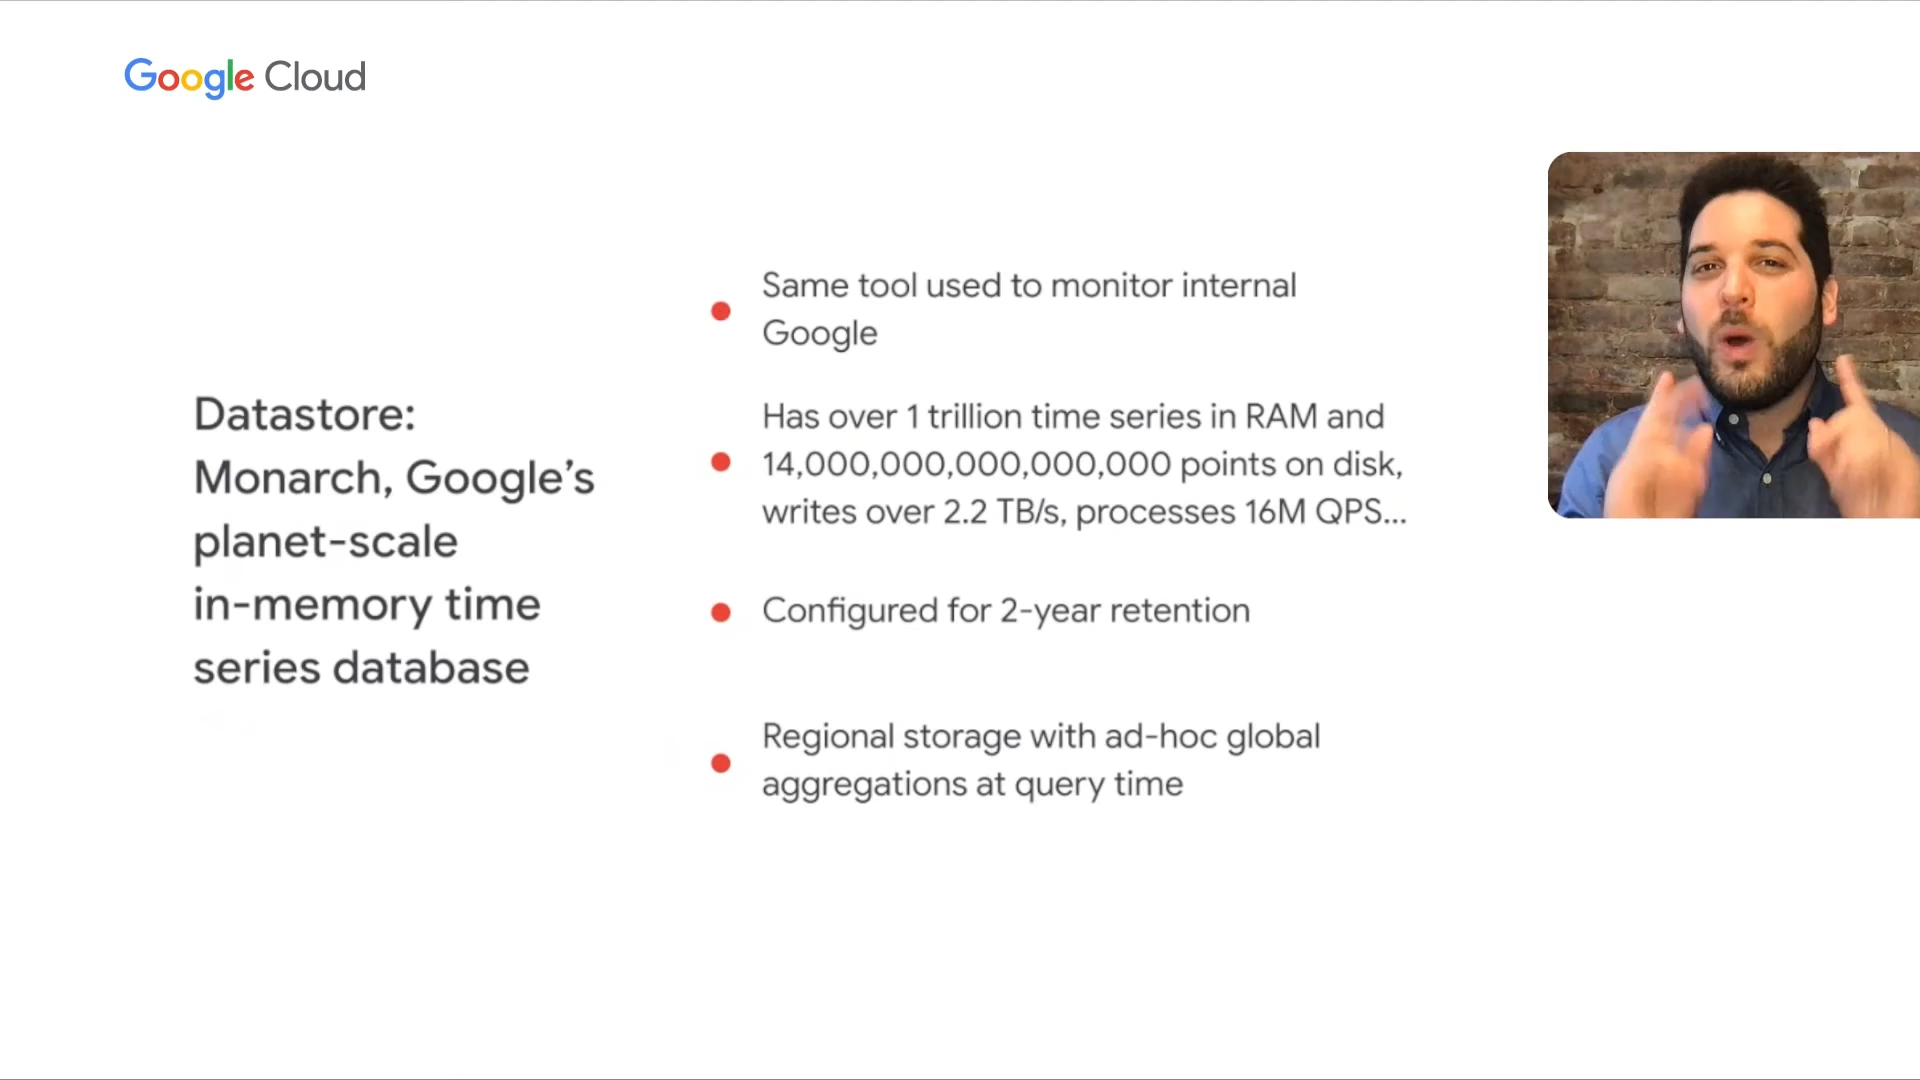 Google Cloud
Datastore:
Monarch, Google’s
planet-scale
in-memory time
series database
Same tool used to monitor internal
Google
Has over 1 trillion time series in RAM and
14,000,000,000,000,000 points on disk,
writes over 2.2 TB/s, processes 16M QPS...
Configured for 2-year retention
Regional storage with ad-hoc global
aggregations at query time